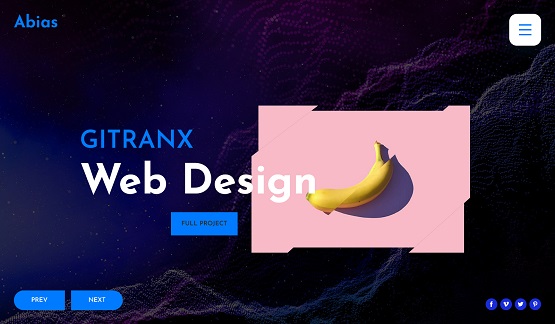 Abias
GITRANX
Web Design
FULL PROJECT
PREV
NEXT